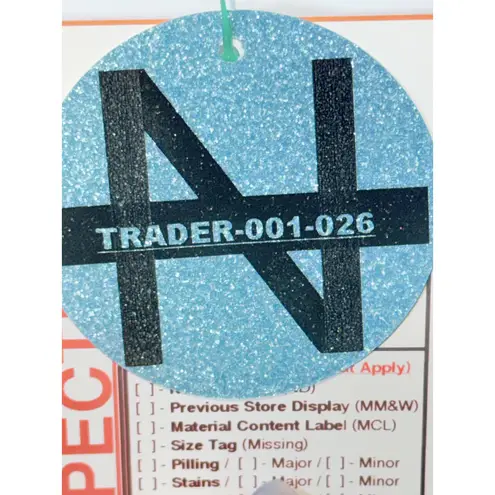 N
TRADER-001-026
PECT
Apply)
[ ] -
[ ] - Previous Store Display (MM&W)
[ ] - Material Content Label (MCL)
[ ] - Size Tag (Missing)
[ ] - Pilling / [ ] - Major / [ ] - Minor
[ ] - Stains / [ ] - Major / [ ] - Minor